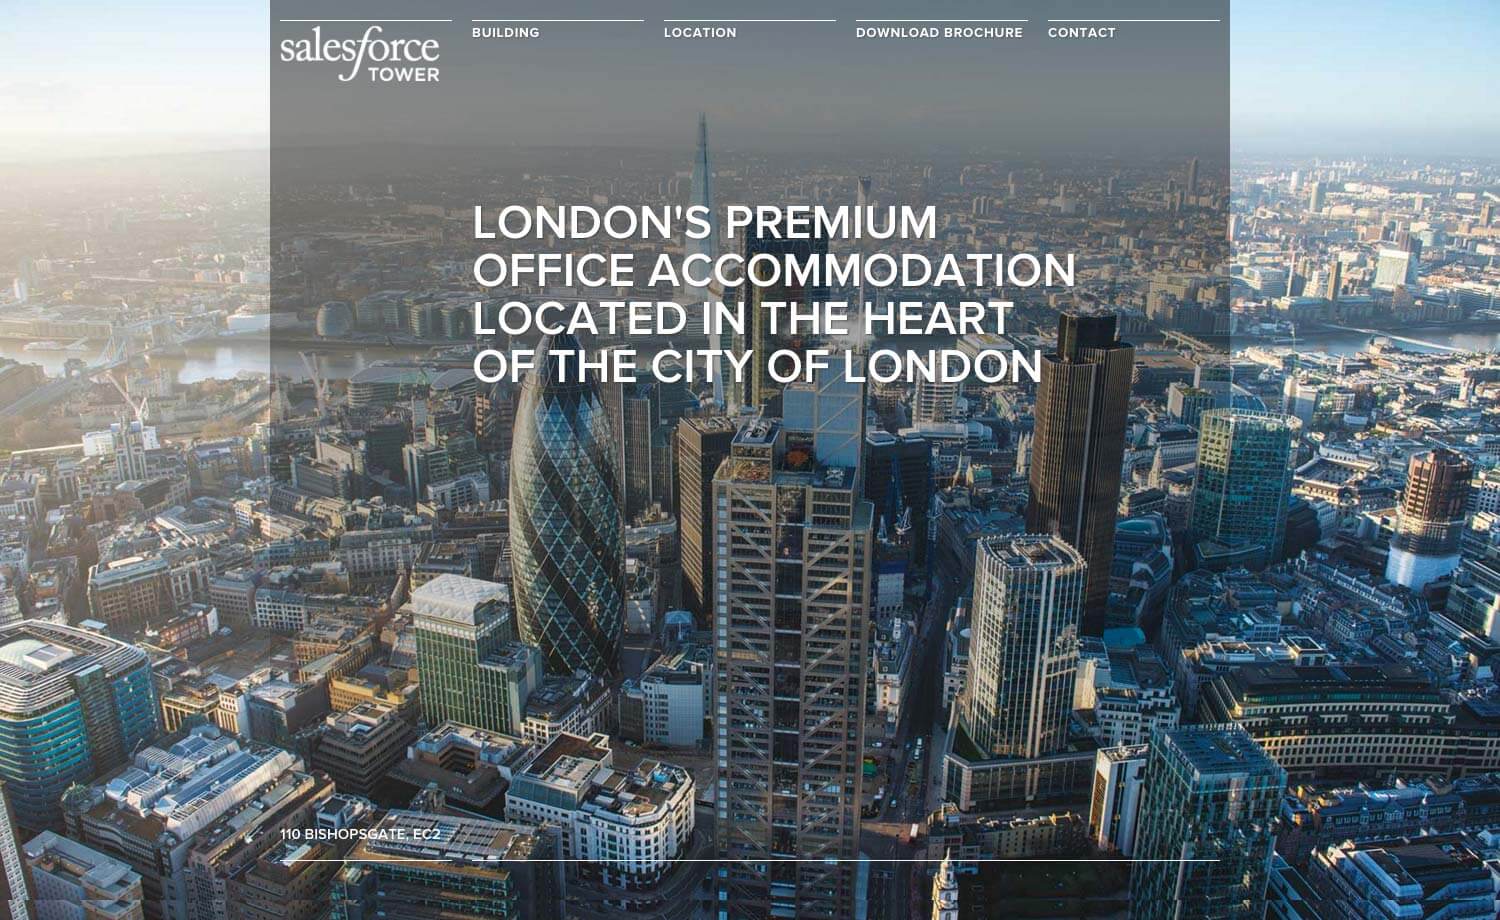 salesforce
TOWER
BUILDING
LOCATION
DOWNLOAD BROCHURE
CONTACT
LONDON'S PREMIUM
OFFICE ACCOMMODATION
LOCATED IN THE HEART
OF THE CITY OF LONDON
110 BISHOPSGATE, EC2